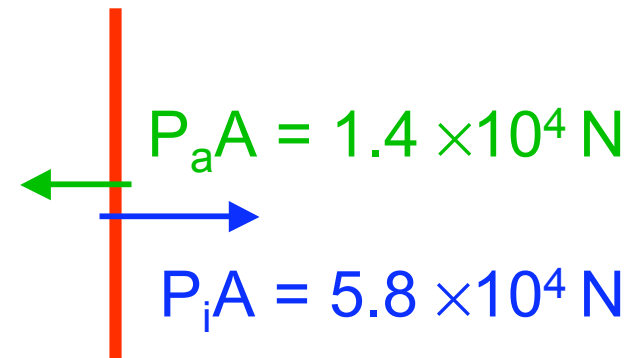 PₐA = 1.4 ×10⁴ N
PᵢA = 5.8 ×10⁴ N